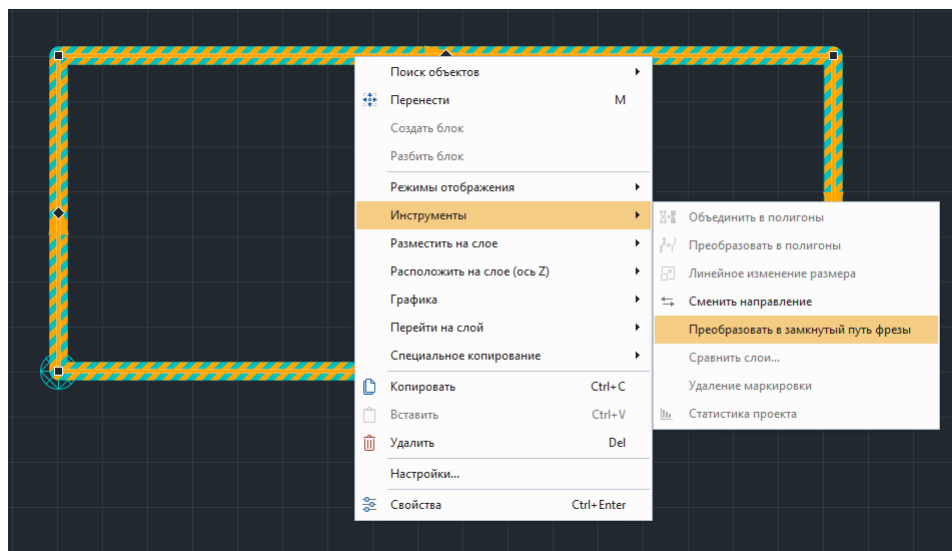 Поиск объектов
Перенести M
Создать блок
Разбить блок
Режимы отображения
Инструменты
Разместить на слое
Расположить на слое (ось Z)
Графика
Перейти на слой
Специальное копирование
Копировать Ctrl+C
Вставить Ctrl+V
Удалить Del
Настройки...
Свойства Ctrl+Enter
Объединить в полигоны
Преобразовать в полигоны
Линейное изменение размера
Сменить направление
Преобразовать в замкнутый путь фрезы
Сравнить слои...
Удаление маркировки
Статистика проекта